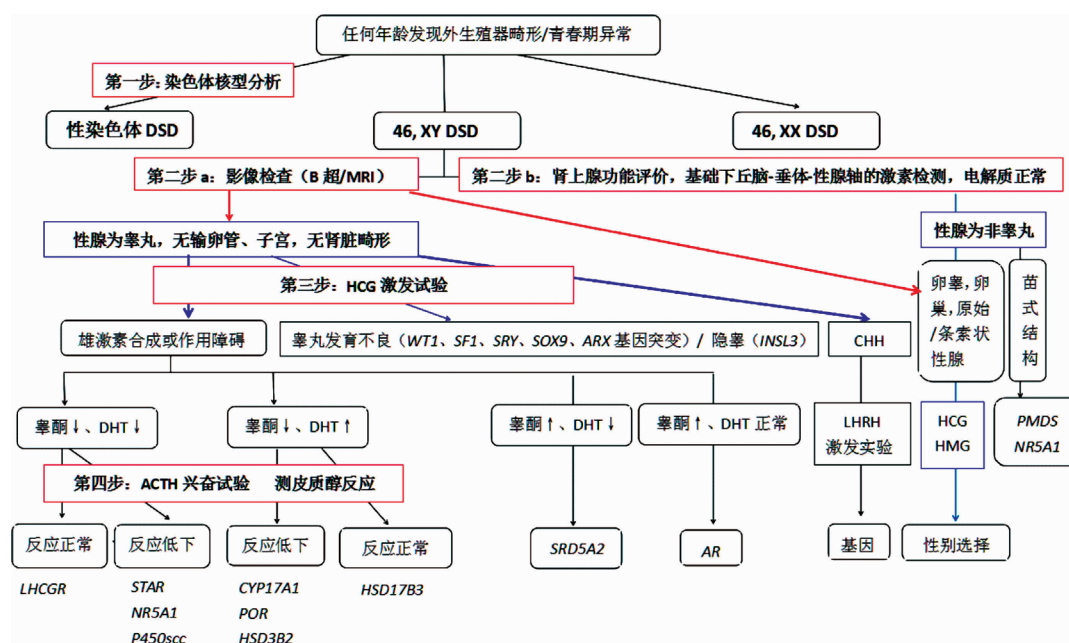 任何年龄发现外生殖器畸形/青春期异常
第一步:染色体核型分析
性染色体 DSD
46, XY DSD
46, XX DSD
第二步 a：影像检查（B 超/MRI）
第二步 b：肾上腺功能评价，基础下丘脑-垂体-性腺轴的激素检测，电解质正常
性腺为睾丸，无输卵管、子宫，无肾脏畸形
性腺为非睾丸
第三步：HCG 激发试验
卵睾，卵
巢，原始
/条索状
性腺
苗
式
结
构
雄激素合成或作用障碍
睾丸发育不良（WT1、SF1、SRY、SOX9、ARX 基因突变）/ 隐睾（INSL3）
CHH
睾酮↓、DHT↓
睾酮↓、DHT↑
睾酮↑、DHT↓
睾酮↑、DHT 正常
LHRH
激发实验
HCG
HMG
PMDS
NR5A1
第四步：ACTH 兴奋试验 测皮质醇反应
反应正常
反应低下
反应低下
反应正常
SRD5A2
AR
基因
性别选择
LHCGR
STAR
NR5A1
P450scc
CYP17A1
POR
HSD3B2
HSD17B3